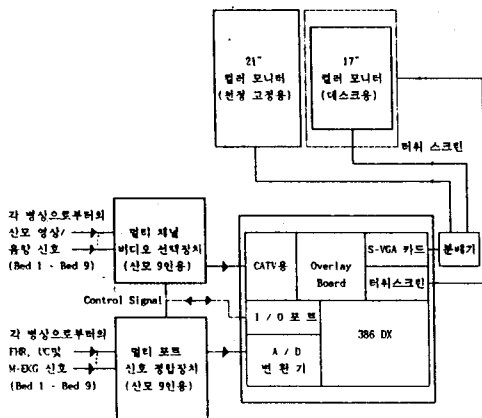 21"
컬러 모니터
(천정 고정용)
17"
컬러 모니터
(데스크용)
터취 스크린
각 병상으로부터의
산모 영상/
음향 신호
(Bed 1 - Bed 9)
멀티 채널
비디오 선택장치
(산모 9인용)
CATV용
Overlay
Board
S-VGA 카드
터취스크린
분배기
Control Signal
I / O 포트
386 DX
A / D
변 환 기
각 병상으로부터의
FHR, UC및
M-EKG 신호
(Bed 1 - Bed 9)
멀티 포트
신호 정합장치
(산모 9인용)